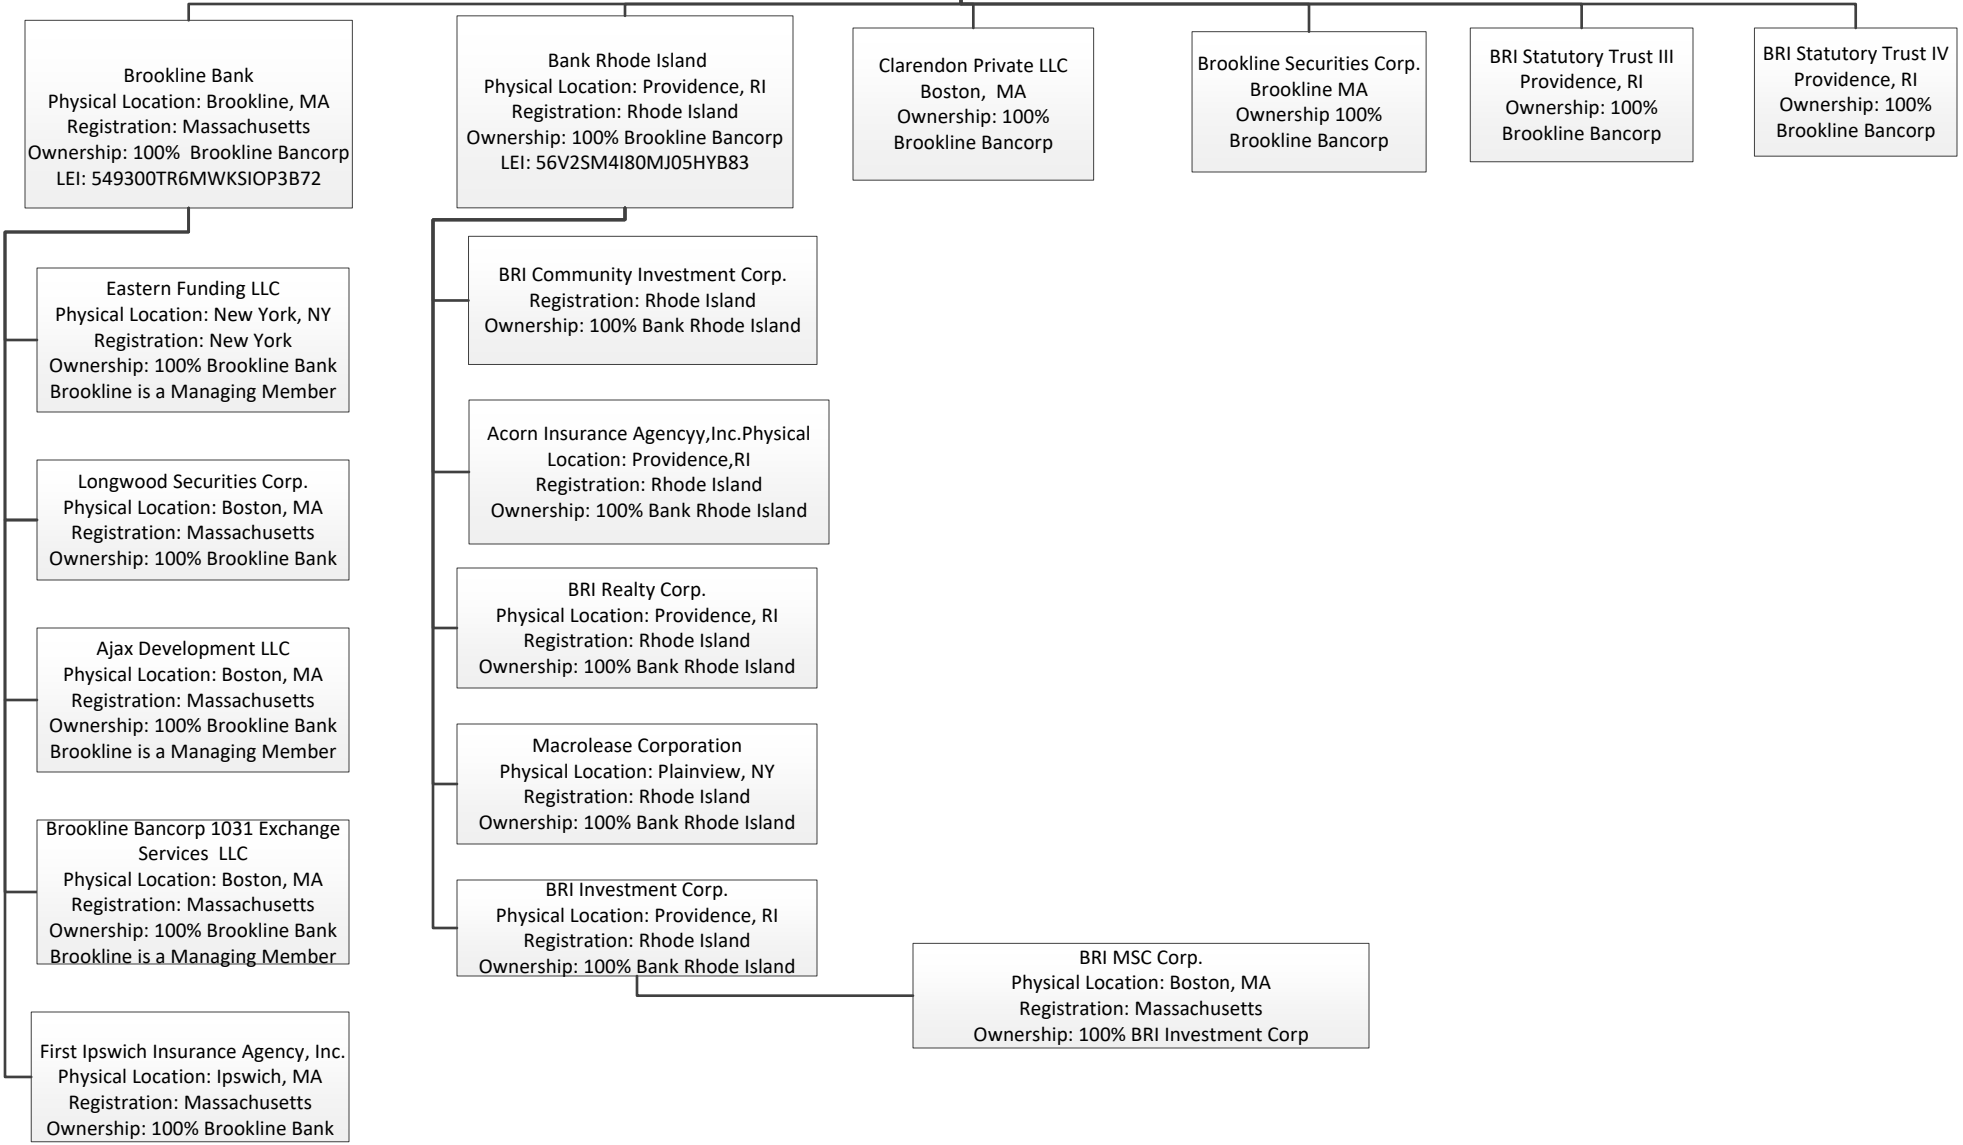 Brookline Bank
Physical Location: Brookline, MA
Registration: Massachusetts
Ownership: 100%  Brookline Bancorp
LEI: 549300TR6MWKSIOP3B72
Bank Rhode Island
Physical Location: Providence, RI
Registration: Rhode Island
Ownership: 100% Brookline Bancorp
LEI: 56V2SM4I80MJ05HYB83
Clarendon Private LLC
Boston,  MA
Ownership: 100%
Brookline Bancorp
Brookline Securities Corp.
Brookline MA
Ownership 100%
Brookline Bancorp
BRI Statutory Trust III
Providence, RI
Ownership: 100%
Brookline Bancorp
BRI Statutory Trust IV
Providence, RI
Ownership: 100%
Brookline Bancorp
Eastern Funding LLC
Physical Location: New York, NY
Registration: New York
Ownership: 100% Brookline Bank
Brookline is a Managing Member
Longwood Securities Corp.
Physical Location: Boston, MA
Registration: Massachusetts
Ownership: 100% Brookline Bank
Ajax Development LLC
Physical Location: Boston, MA
Registration: Massachusetts
Ownership: 100% Brookline Bank
Brookline is a Managing Member
Brookline Bancorp 1031 Exchange
Services  LLC
Physical Location: Boston, MA
Registration: Massachusetts
Ownership: 100% Brookline Bank
Brookline is a Managing Member
First Ipswich Insurance Agency, Inc.
Physical Location: Ipswich, MA
Registration: Massachusetts
Ownership: 100% Brookline Bank
BRI Community Investment Corp.
Registration: Rhode Island
Ownership: 100% Bank Rhode Island
Acorn Insurance Agencyy,Inc.Physical
Location: Providence,RI
Registration: Rhode Island
Ownership: 100% Bank Rhode Island
BRI Realty Corp.
Physical Location: Providence, RI
Registration: Rhode Island
Ownership: 100% Bank Rhode Island
Macrolease Corporation
Physical Location: Plainview, NY
Registration: Rhode Island
Ownership: 100% Bank Rhode Island
BRI Investment Corp.
Physical Location: Providence, RI
Registration: Rhode Island
Ownership: 100% Bank Rhode Island
BRI MSC Corp.
Physical Location: Boston, MA
Registration: Massachusetts
Ownership: 100% BRI Investment Corp